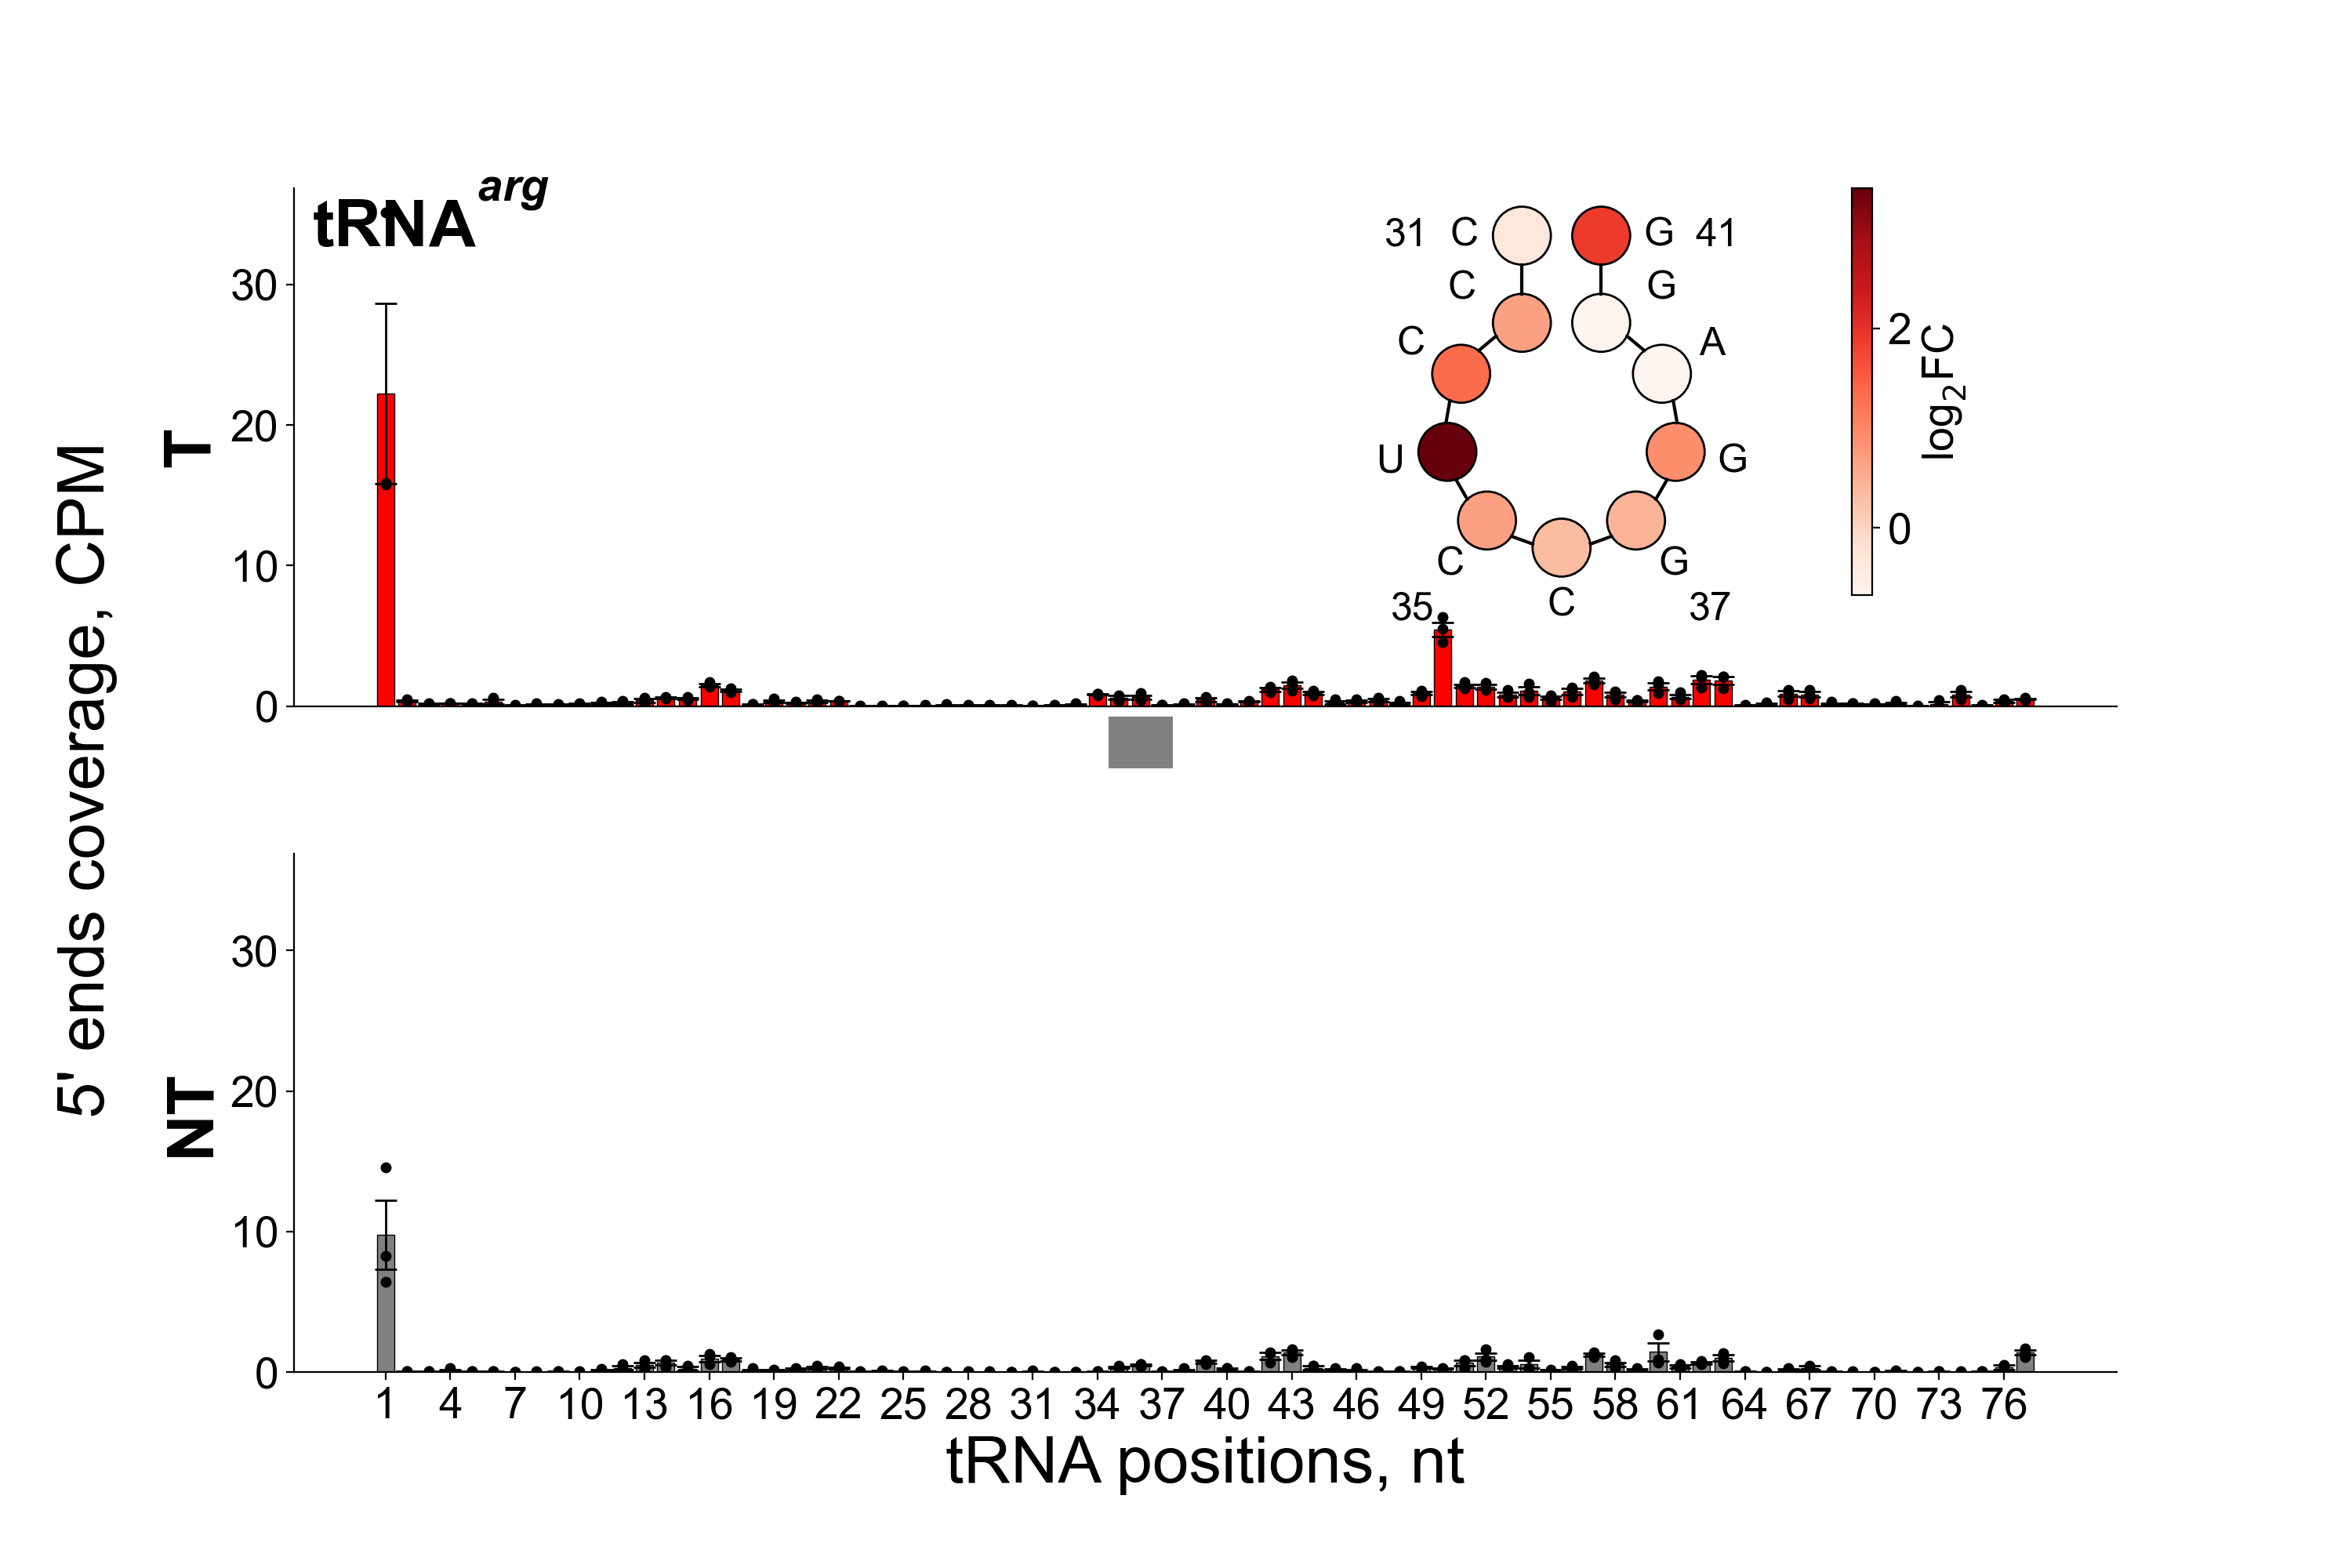 tRNA^arg
5' ends coverage, CPM
T
30
20
10
0
31 C G 41
C G
C A
U G
C G
35 C 37
2
0
log₂FC
NT
30
20
10
0
1 4 7 10 13 16 19 22 25 28 31 34 37 40 43 46 49 52 55 58 61 64 67 70 73 76
tRNA positions, nt